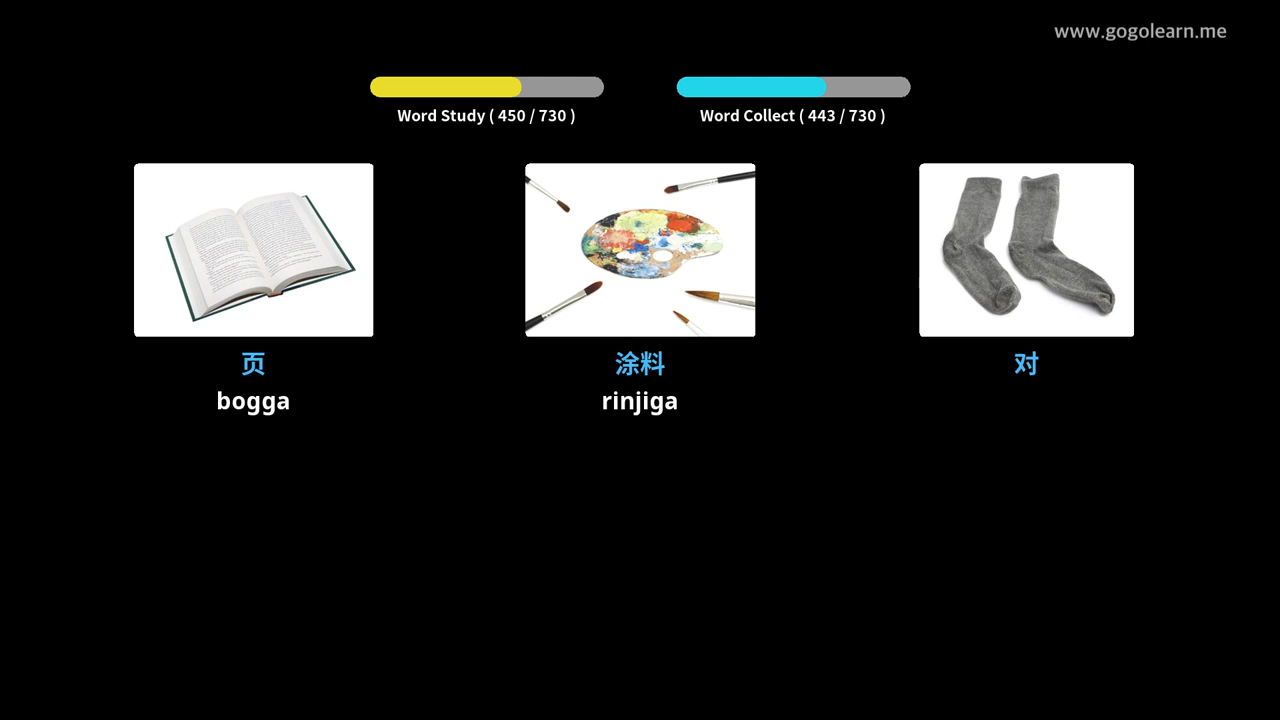 www.gogolearn.me
Word Study ( 450 / 730 )
Word Collect ( 443 / 730 )
页
bogga
涂料
rinjiga
对